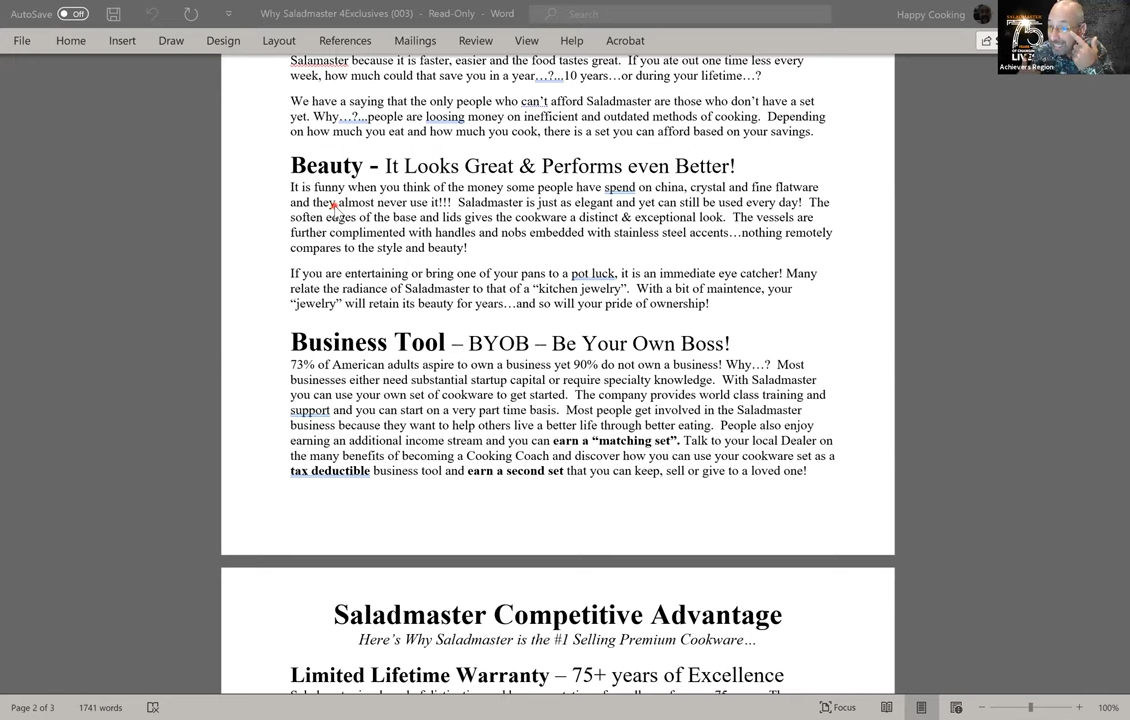 AutoSave Off Why Saladmaster 4Exclusives (003) - Read-Only - Word Search Happy Cooking
File Home Insert Draw Design Layout References Mailings Review View Help Acrobat
SALADMASTER
75
YEARS
Achievers Region
Salamaster because it is faster, easier and the food tastes great. If you ate out one time less every
week, how much could that save you in a year…?...10 years…or during your lifetime…?
We have a saying that the only people who can't afford Saladmaster are those who don't have a set
yet. Why…?...people are loosing money on inefficient and outdated methods of cooking. Depending
on how much you eat and how much you cook, there is a set you can afford based on your savings.
Beauty - It Looks Great & Performs even Better!
It is funny when you think of the money some people have spend on china, crystal and fine flatware
and they almost never use it!!! Saladmaster is just as elegant and yet can still be used every day! The
soften edges of the base and lids gives the cookware a distinct & exceptional look. The vessels are
further complimented with handles and nobs embedded with stainless steel accents…nothing remotely
compares to the style and beauty!
If you are entertaining or bring one of your pans to a pot luck, it is an immediate eye catcher! Many
relate the radiance of Saladmaster to that of a “kitchen jewelry”. With a bit of maintence, your
“jewelry” will retain its beauty for years…and so will your pride of ownership!
Business Tool – BYOB – Be Your Own Boss!
73% of American adults aspire to own a business yet 90% do not own a business! Why…? Most
businesses either need substantial startup capital or require specialty knowledge. With Saladmaster
you can use your own set of cookware to get started. The company provides world class training and
support and you can start on a very part time basis. Most people get involved in the Saladmaster
business because they want to help others live a better life through better eating. People also enjoy
earning an additional income stream and you can earn a “matching set”. Talk to your local Dealer on
the many benefits of becoming a Cooking Coach and discover how you can use your cookware set as a
tax deductible business tool and earn a second set that you can keep, sell or give to a loved one!
Saladmaster Competitive Advantage
Here's Why Saladmaster is the #1 Selling Premium Cookware…
Limited Lifetime Warranty – 75+ years of Excellence
Page 2 of 3 1741 words Focus 100%